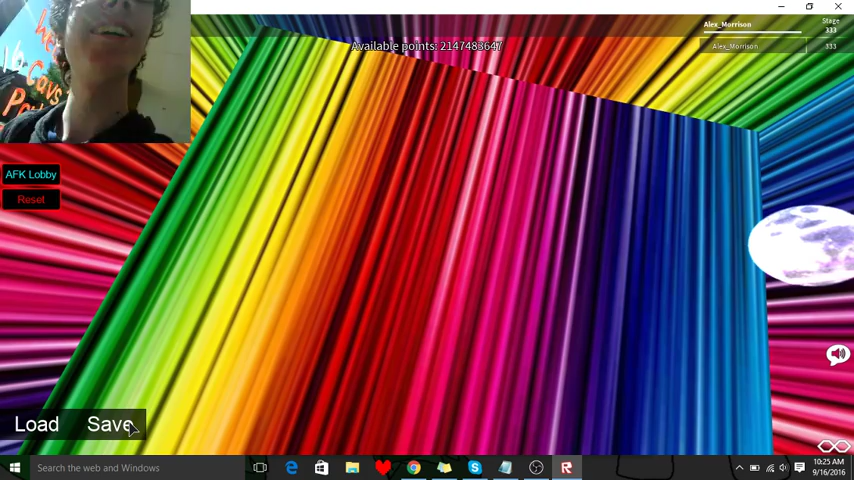 Stage
Alex_Morrison 333
Available points: 2147483647
Alex_Morrison 333
AFK Lobby
Reset
Load Save
Search the web and Windows
10:25 AM
9/16/2016